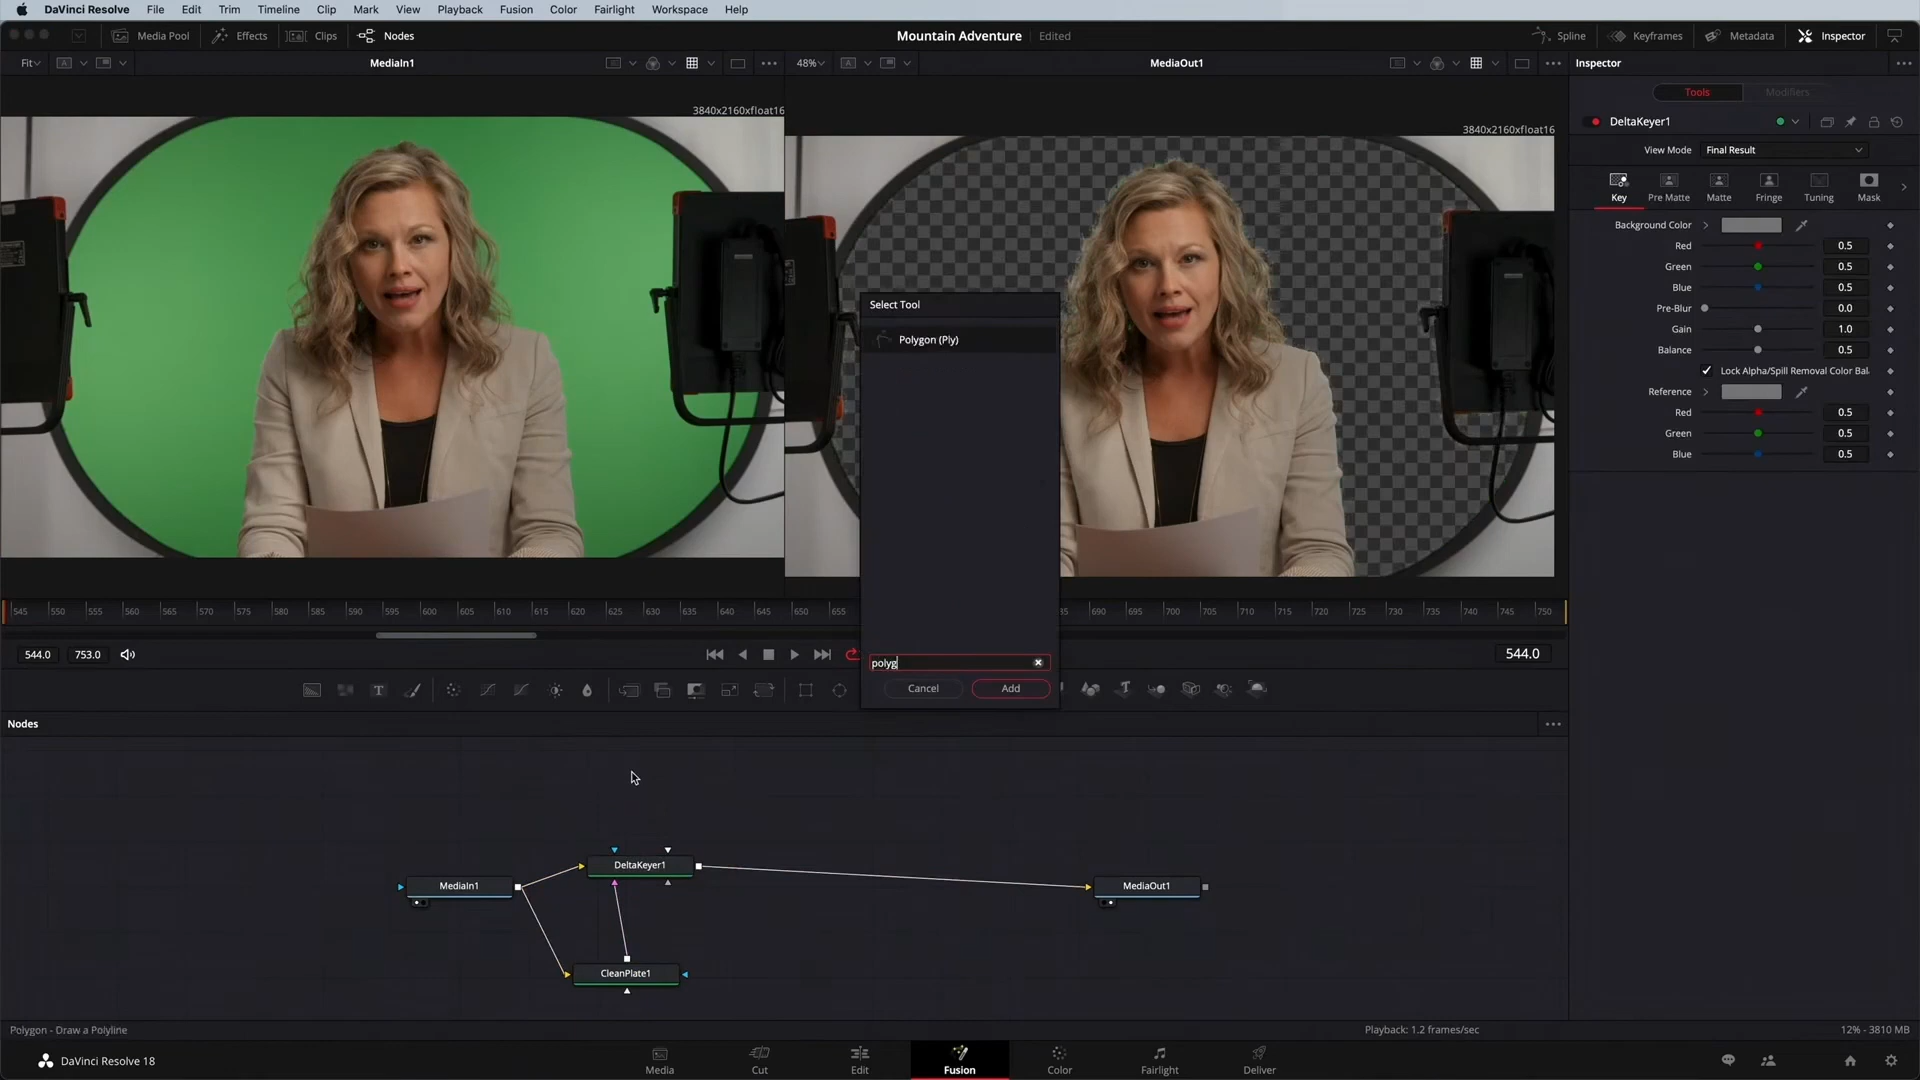 DaVinci Resolve File Edit Trim Timeline Clip Mark View Playback Fusion Color Fairlight Workspace Help
Media Pool Effects Clips Nodes Mountain Adventure Edited Spline Keyframes Metadata Inspector
Fit MediaIn1 48% MediaOut1 Inspector
Tools Modifiers
3840x2160xfloat16 3840x2160xfloat16
DeltaKeyer1
View Mode Final Result
Key Pre Matte Matte Fringe Tuning Mask
Background Color
Red 0.5
Green 0.5
Blue 0.5
Pre-Blur 0.0
Gain 1.0
Balance 0.5
Lock Alpha/Spill Removal Color Bal
Reference
Red 0.5
Green 0.5
Blue 0.5
Select Tool
Polygon (Ply)
545 550 555 560 565 570 575 580 585 590 595 600 605 610 615 620 625 630 635 640 645 650 655 85 690 695 700 705 710 715 720 725 730 735 740 745 750
544.0 753.0 544.0
polyg
Cancel Add
Nodes
DeltaKeyer1
MediaIn1 MediaOut1
CleanPlate1
Polygon - Draw a Polyline Playback: 1.2 frames/sec 12% - 3810 MB
DaVinci Resolve 18 Media Cut Edit Fusion Color Fairlight Deliver